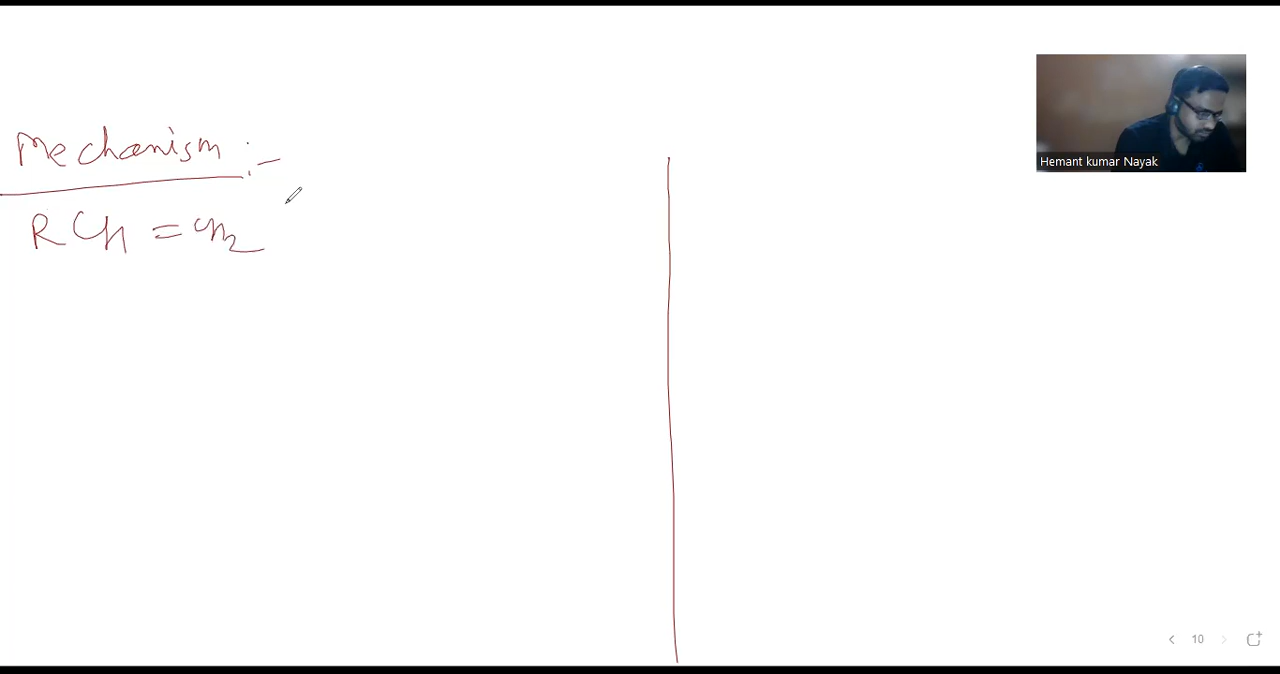 Mechanism :-
RCH = CH2
Hemant kumar Nayak
10